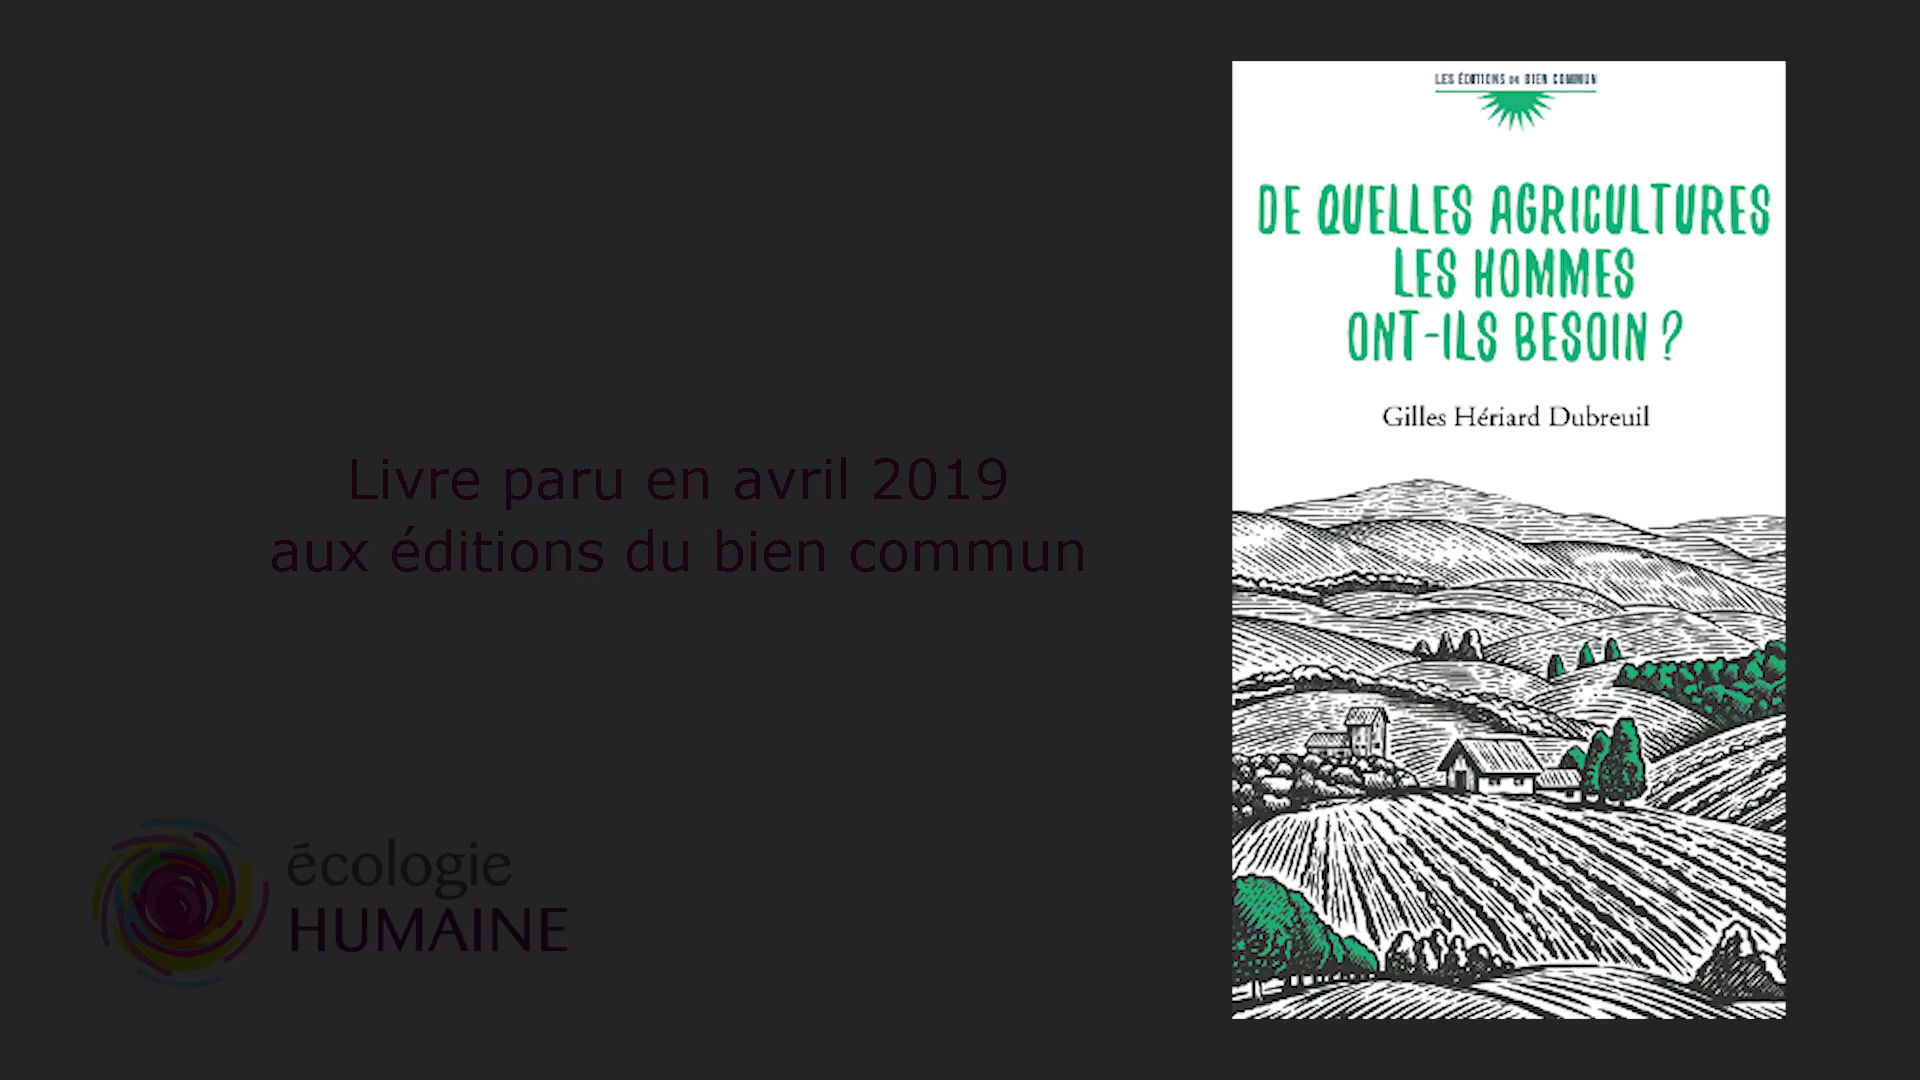 Livre paru en avril 2019
aux éditions du bien commun
écologie
HUMAINE
LES ÉDITIONS DU BIEN COMMUN
DE QUELLES AGRICULTURES
LES HOMMES
ONT-ILS BESOIN ?
Gilles Hériard Dubreuil